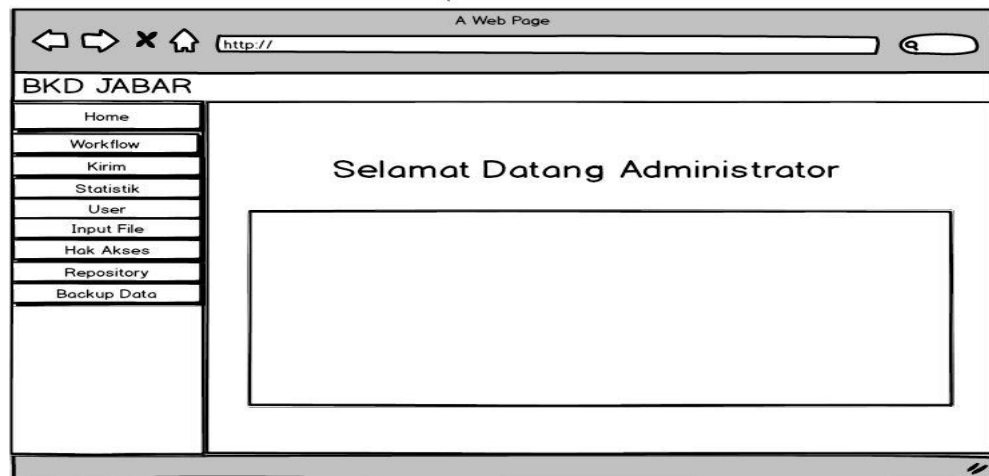 A Web Page
http://
BKD JABAR
Home
Workflow
Kirim
Statistik
User
Input File
Hak Akses
Repository
Backup Data
Selamat Datang Administrator